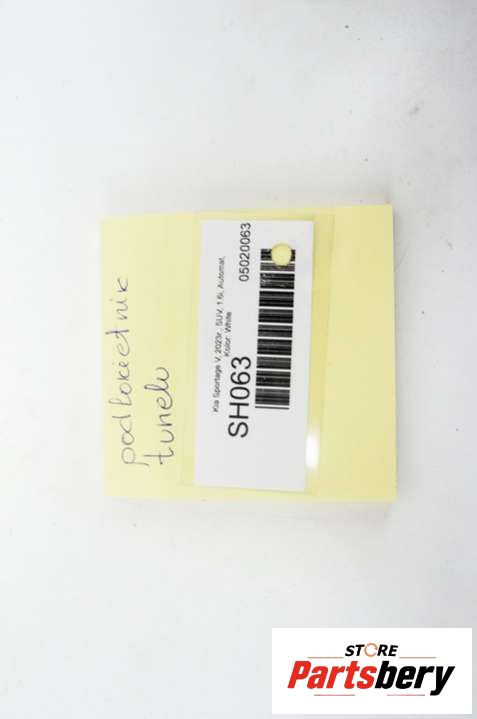 podłokietnik
tunelu
Kia Sportage V, 2023r., SUV, 1.6i, Automat,
Kolor: White
SH063
05020063
STORE
Partsbery